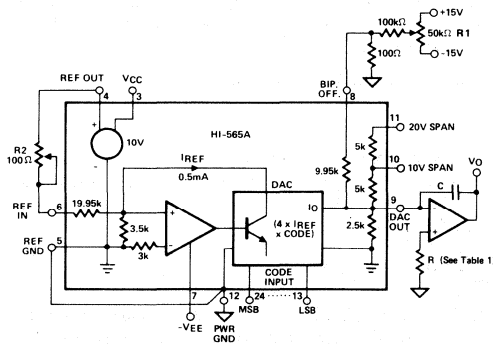 +15V
100kΩ
50kΩ R1
100Ω
-15V
REF OUT
VCC
BIP.
OFF.
4
3
8
11
20V SPAN
HI-565A
5k
R2
100Ω
+
10V
-
IREF
0.5mA
9.95k
10
10V SPAN
DAC
5k
VO
REF
IN
6
19.95k
+
IO
9
DAC
OUT
C
3.5k
(4 x IREF
x CODE)
2.5k
-
+
REF
GND
5
3k
-
CODE
INPUT
R (See Table 1
7
12
24
13
-VEE
PWR
GND
MSB
LSB